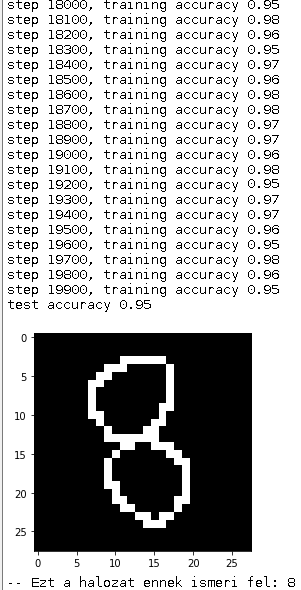 step 18000, training accuracy 0.95
step 18100, training accuracy 0.98
step 18200, training accuracy 0.96
step 18300, training accuracy 0.95
step 18400, training accuracy 0.97
step 18500, training accuracy 0.96
step 18600, training accuracy 0.98
step 18700, training accuracy 0.98
step 18800, training accuracy 0.97
step 18900, training accuracy 0.97
step 19000, training accuracy 0.96
step 19100, training accuracy 0.98
step 19200, training accuracy 0.95
step 19300, training accuracy 0.97
step 19400, training accuracy 0.97
step 19500, training accuracy 0.96
step 19600, training accuracy 0.95
step 19700, training accuracy 0.98
step 19800, training accuracy 0.96
step 19900, training accuracy 0.95
test accuracy 0.95
0
5
10
15
20
25
8
0 5 10 15 20 25
-- Ezt a halozat ennek ismeri fel: 8